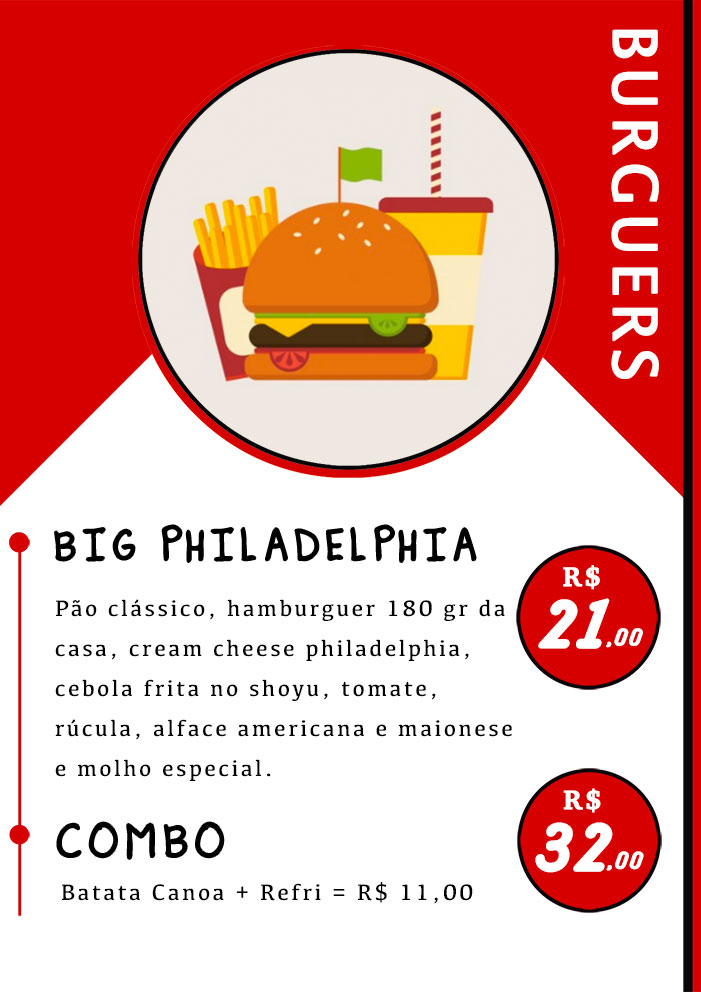 BURGUERS
BIG PHILADELPHIA
Pão clássico, hamburguer 180 gr da
casa, cream cheese philadelphia,
cebola frita no shoyu, tomate,
rúcula, alface americana e maionese
e molho especial.
R$
21.00
COMBO
Batata Canoa + Refri = R$ 11,00
R$
32.00